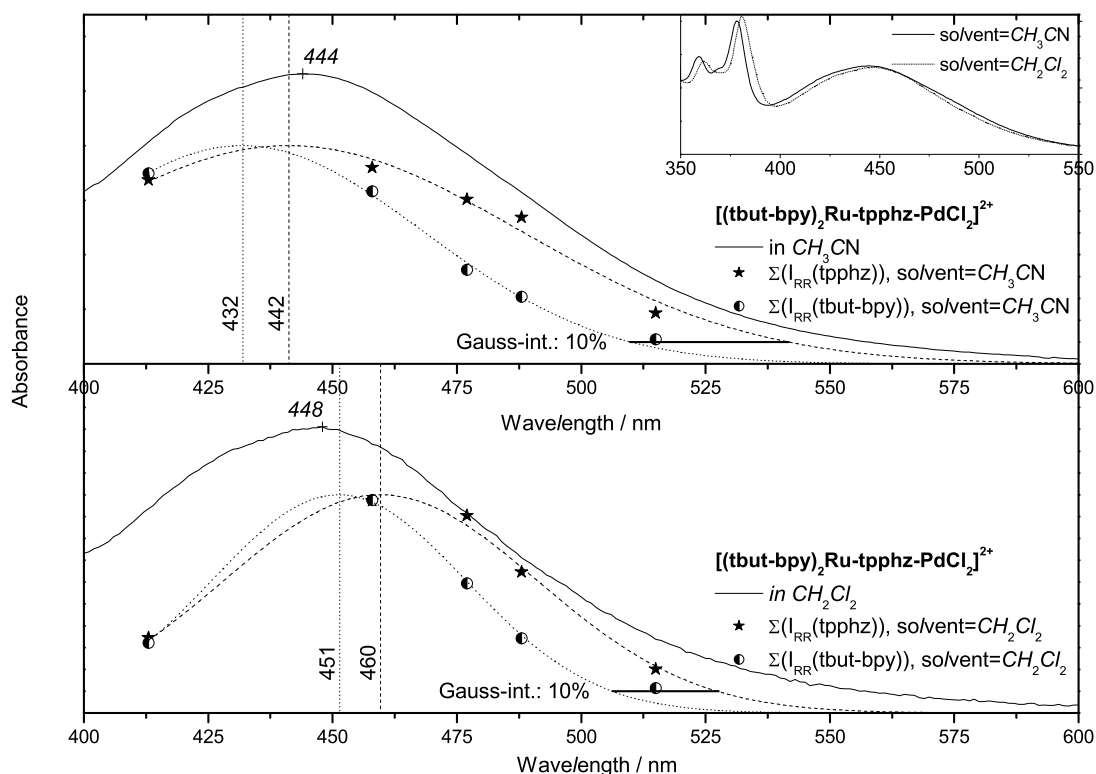 444
solvent=CH3CN
solvent=CH2Cl2
350 400 450 500 550
[(tbut-bpy)2Ru-tpphz-PdCl2]2+
in CH3CN
Σ(IRR(tpphz)), solvent=CH3CN
Σ(IRR(tbut-bpy)), solvent=CH3CN
432
442
Gauss-int.: 10%
400 425 450 475 500 525 550 575 600
Wavelength / nm
Absorbance
448
[(tbut-bpy)2Ru-tpphz-PdCl2]2+
in CH2Cl2
Σ(IRR(tpphz)), solvent=CH2Cl2
Σ(IRR(tbut-bpy)), solvent=CH2Cl2
451
460
Gauss-int.: 10%
400 425 450 475 500 525 550 575 600
Wavelength / nm